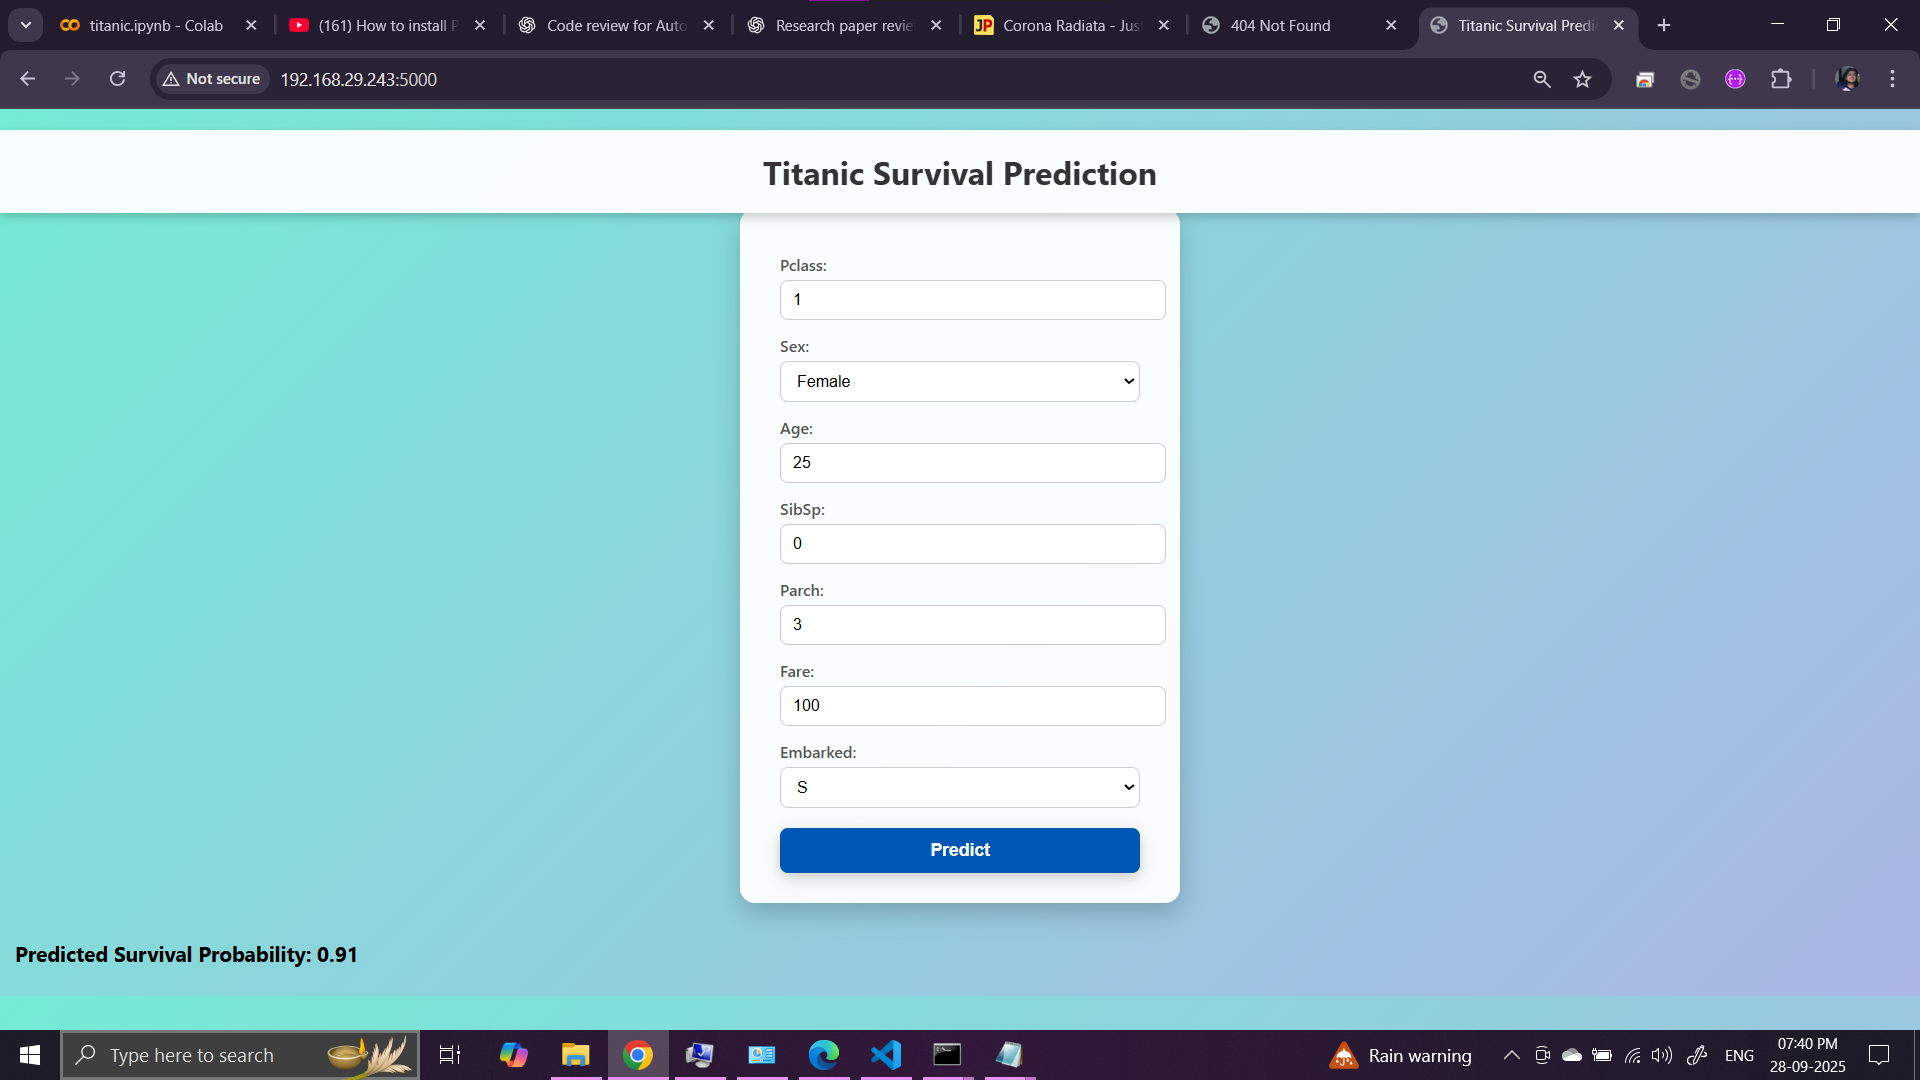 titanic.ipynb - Colab
(161) How to install P
Code review for Auto
Research paper revie
Corona Radiata - Jus
404 Not Found
Titanic Survival Predi
Not secure
192.168.29.243:5000
Titanic Survival Prediction
Pclass:
1
Sex:
Female
Age:
25
SibSp:
0
Parch:
3
Fare:
100
Embarked:
S
Predict
Predicted Survival Probability: 0.91
Type here to search
Rain warning
ENG
07:40 PM
28-09-2025